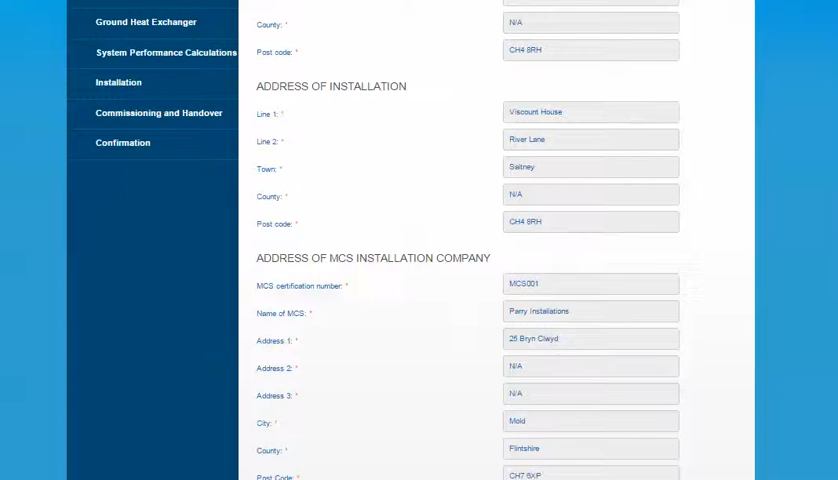 Ground Heat Exchanger
System Performance Calculations
Installation
Commissioning and Handover
Confirmation
County: * N/A
Post code: * CH4 8RH
ADDRESS OF INSTALLATION
Line 1: * Viscount House
Line 2: * River Lane
Town: * Saltney
County: * N/A
Post code: * CH4 8RH
ADDRESS OF MCS INSTALLATION COMPANY
MCS certification number: * MCS001
Name of MCS: * Parry Installations
Address 1: * 25 Bryn Clwyd
Address 2: * N/A
Address 3: * N/A
City: * Mold
County: * Flintshire
Post Code: * CH7 6XP